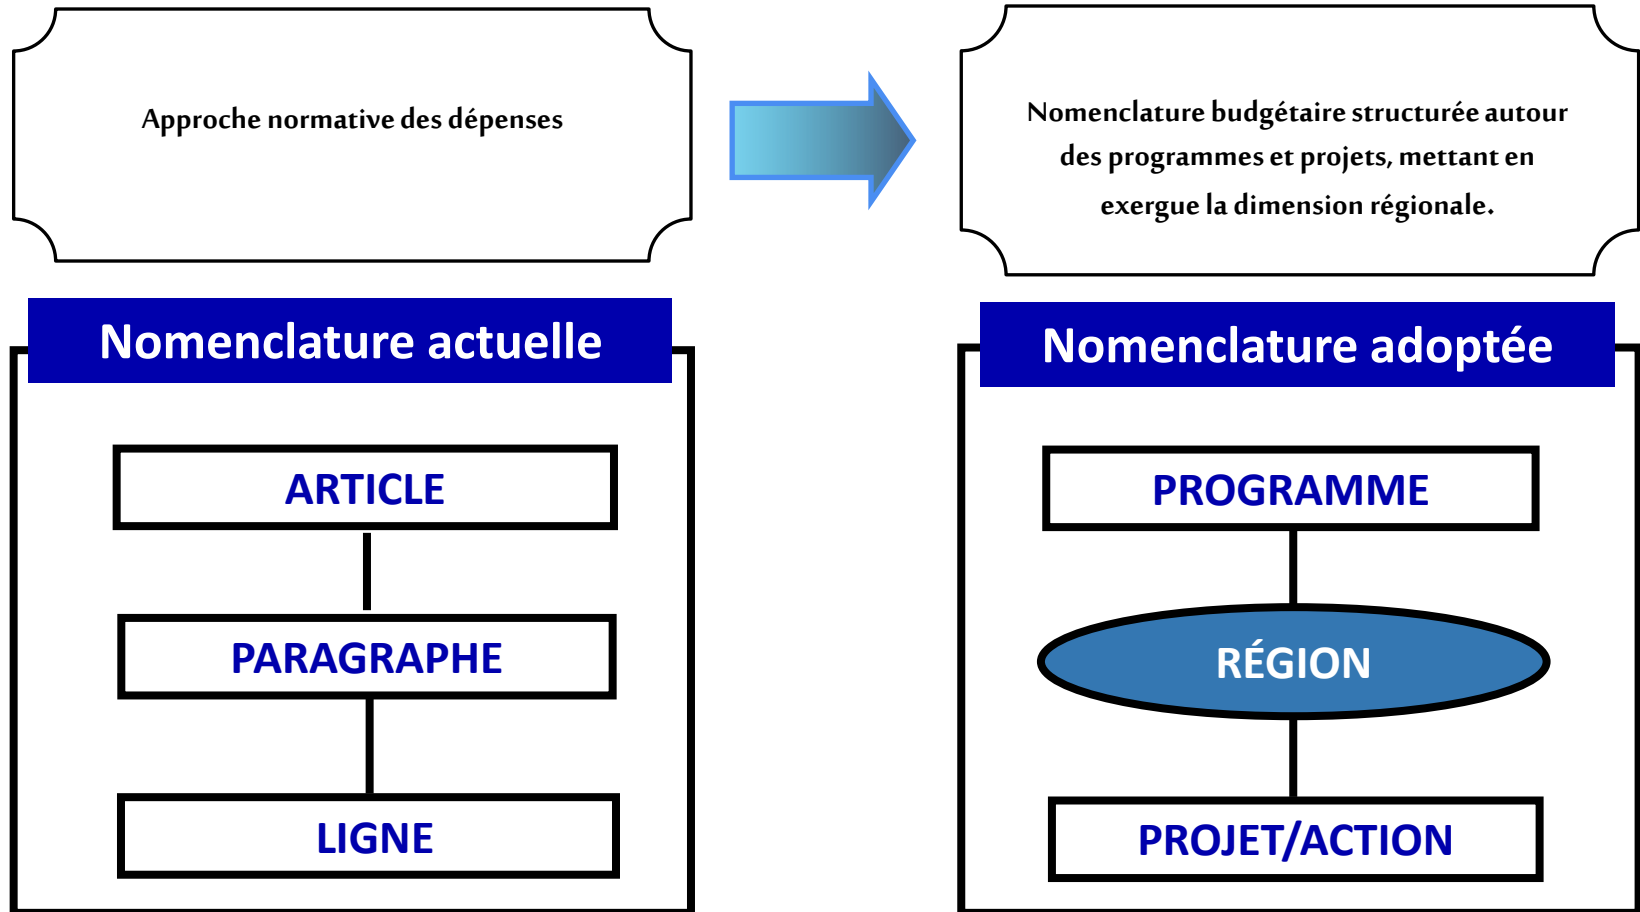 Approche normative des dépenses
Nomenclature budgétaire structurée autour
des programmes et projets, mettant en
exergue la dimension régionale.
Nomenclature actuelle
ARTICLE
PARAGRAPHE
LIGNE
Nomenclature adoptée
PROGRAMME
RÉGION
PROJET/ACTION